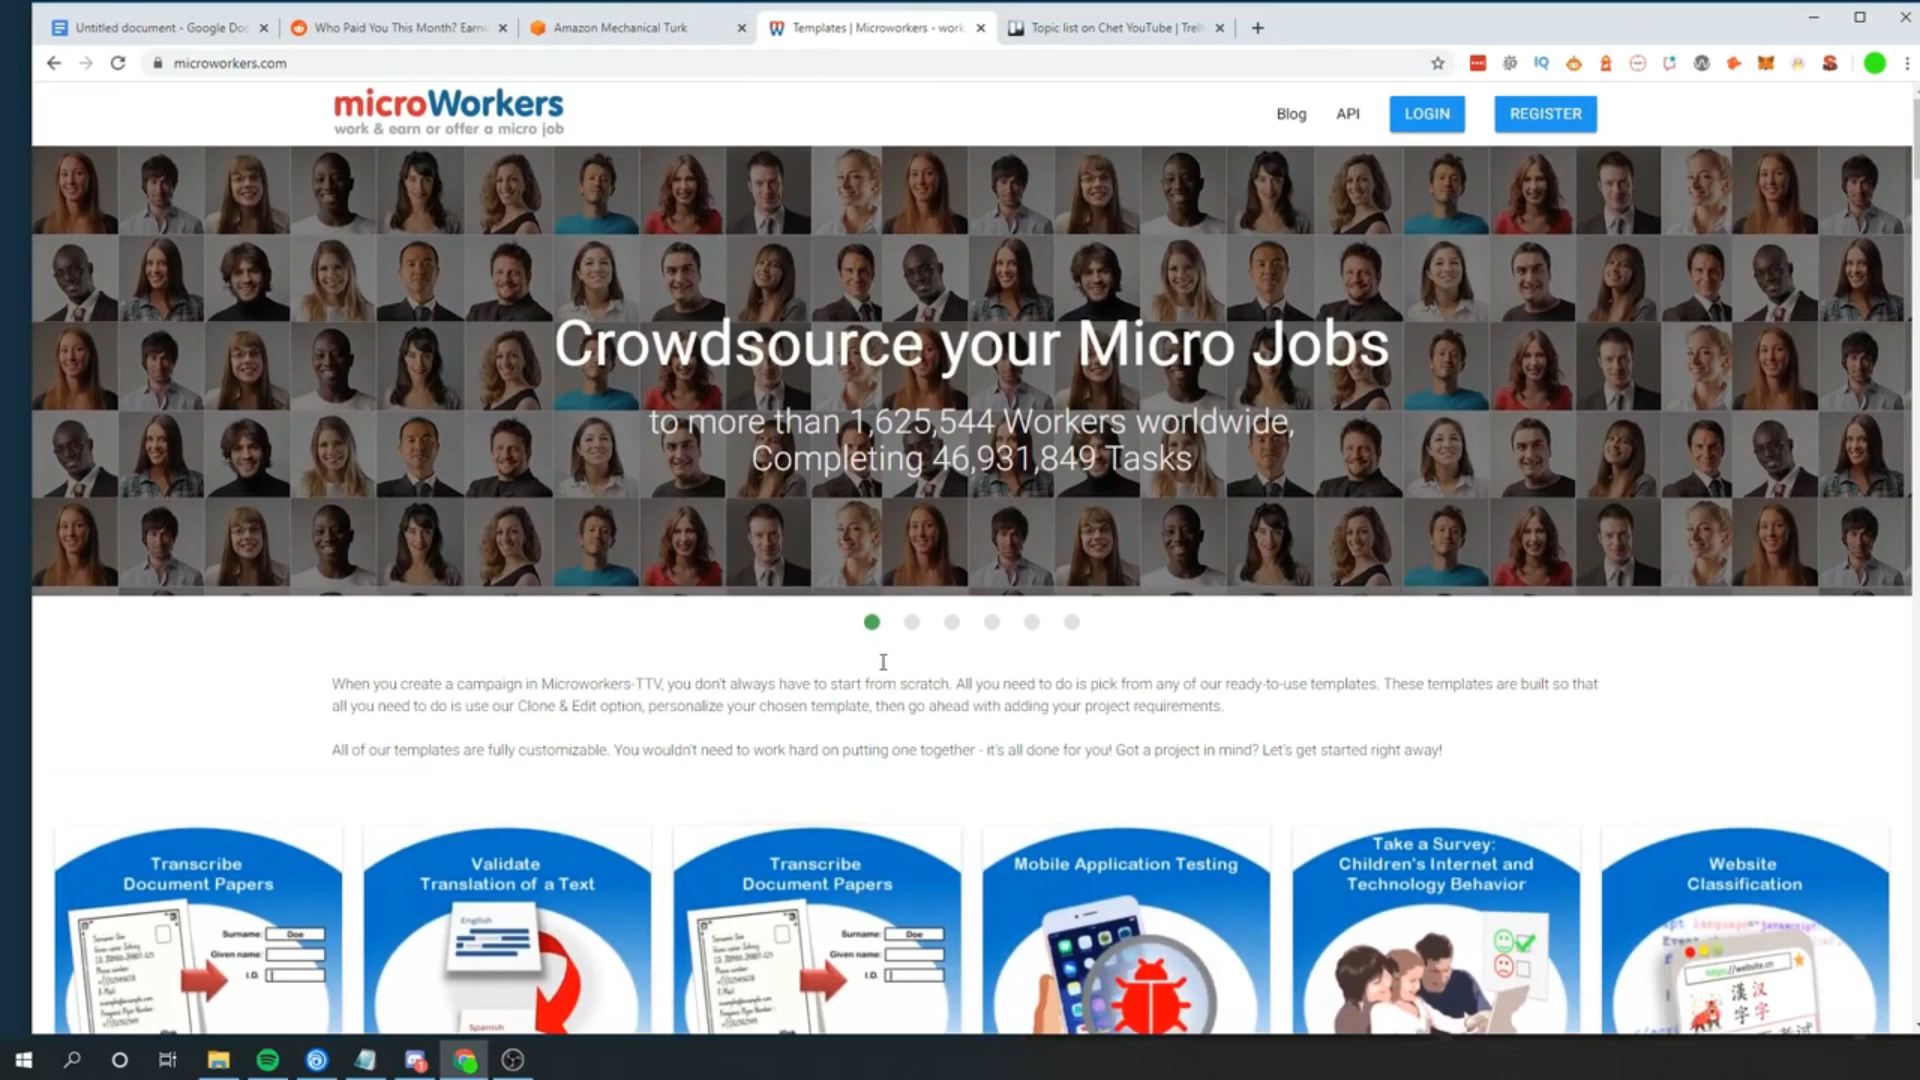 Untitled document - Google Doc
Who Paid You This Month? Earni
Amazon Mechanical Turk
Templates | Microworkers - work
Topic list on Chet YouTube | Trell
microworkers.com
microWorkers
work & earn or offer a micro job
Blog
API
LOGIN
REGISTER
Crowdsource your Micro Jobs
to more than 1,625,544 Workers worldwide,
Completing 46,931,849 Tasks
When you create a campaign in Microworkers-TTV, you don't always have to start from scratch. All you need to do is pick from any of our ready-to-use templates. These templates are built so that
all you need to do is use our Clone & Edit option, personalize your chosen template, then go ahead with adding your project requirements.
All of our templates are fully customizable. You wouldn't need to work hard on putting one together - it's all done for you! Got a project in mind? Let's get started right away!
Transcribe
Document Papers
Surname: Doe
Given name:
I.D.
Validate
Translation of a Text
English
Spanish
Transcribe
Document Papers
Surname: Doe
Given name:
I.D.
Mobile Application Testing
Take a Survey:
Children's Internet and
Technology Behavior
Website
Classification
https://website.cn
漢汉
字字